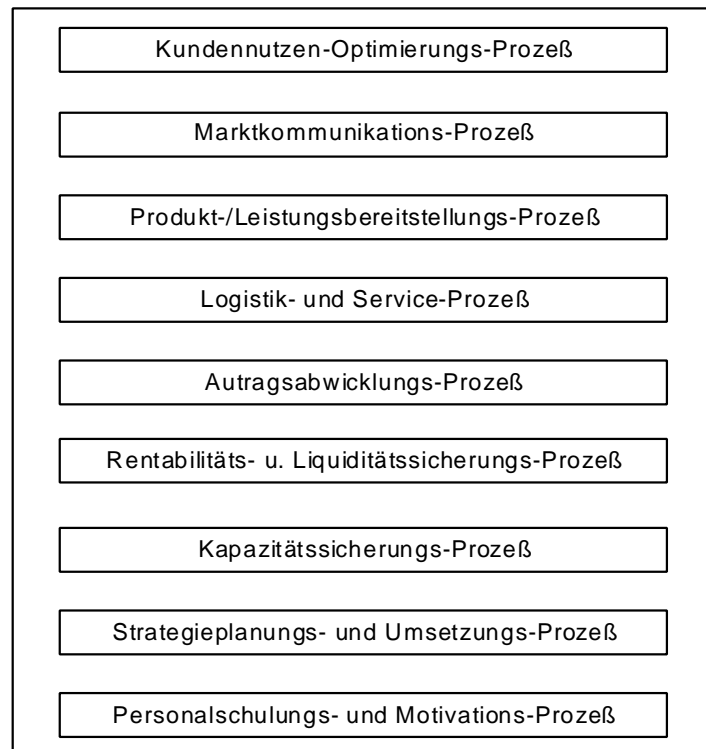 Kundennutzen-Optimierungs-Prozeß
Marktkommunikations-Prozeß
Produkt-/Leistungsbereitstellungs-Prozeß
Logistik- und Service-Prozeß
Autragsabwicklungs-Prozeß
Rentabilitäts- u. Liquiditätssicherungs-Prozeß
Kapazitätssicherungs-Prozeß
Strategieplanungs- und Umsetzungs-Prozeß
Personalschulungs- und Motivations-Prozeß